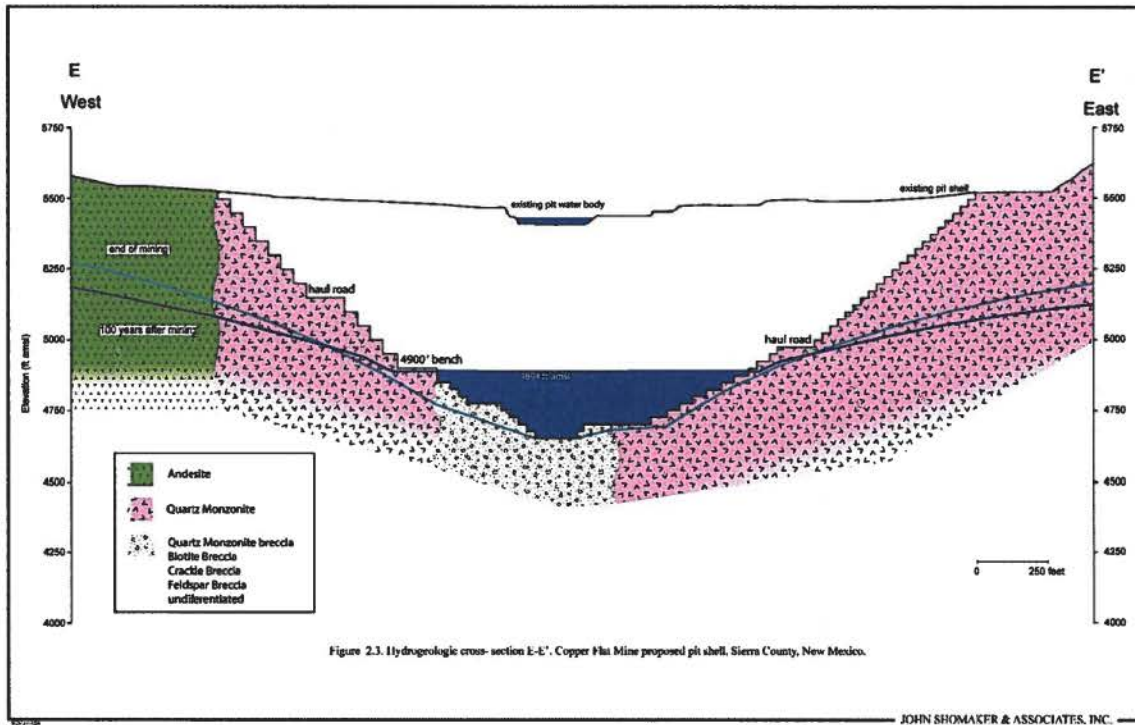 E
West
E'
East
5750
5500
5250
5000
4750
4500
4250
4000
Elevation (ft amsl)
5750
5500
5250
5000
4750
4500
4250
4000
existing pit water body
existing pit shell
end of mining
haul road
100 years after mining
4900' bench
haul road
Andesite
Quartz Monzonite
Quartz Monzonite breccia
Biotite Breccia
Crackle Breccia
Feldspar Breccia
undiferentiated
0 250 feet
Figure 2.3. Hydrogeologic cross- section E-E'. Copper Flat Mine proposed pit shell, Sierra County, New Mexico.
JOHN SHOMAKER & ASSOCIATES, INC.